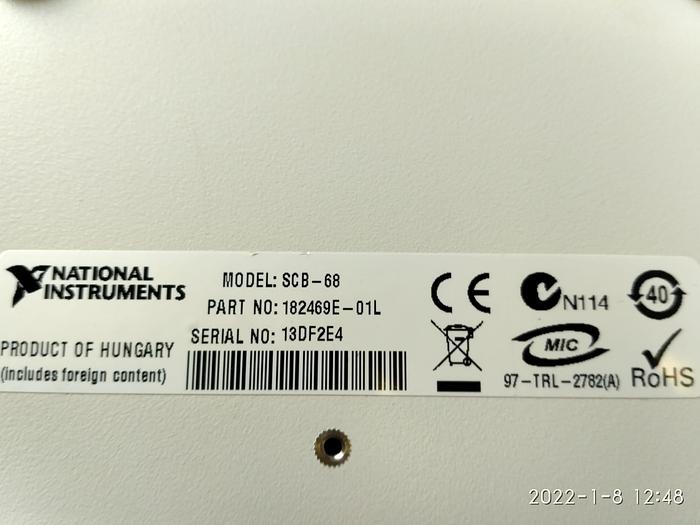 NATIONAL
INSTRUMENTS
MODEL: SCB-68
PART NO: 182469E-01L
SERIAL NO: 13DF2E4
PRODUCT OF HUNGARY
(includes foreign content)
CE
N114
40
MIC
97-TRL-2782(A)
RoHS
2022-1-8 12:48